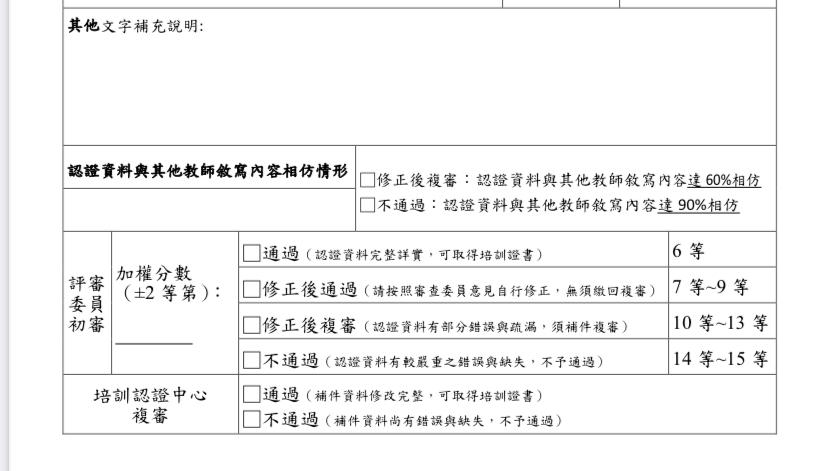 其他文字補充說明:
認證資料與其他教師敘寫內容相仿情形
□修正後複審：認證資料與其他教師敘寫內容達 60%相仿
□不通過：認證資料與其他教師敘寫內容達 90%相仿
評審委員初審
加權分數
（±2 等第）：
□通過（認證資料完整詳實，可取得培訓證書）
6 等
□修正後通過（請按照審查委員意見自行修正，無須繳回複審）
7 等~9 等
□修正後複審（認證資料有部分錯誤與疏漏，須補件複審）
10 等~13 等
□不通過（認證資料有較嚴重之錯誤與缺失，不予通過）
14 等~15 等
培訓認證中心
複審
□通過（補件資料修改完整，可取得培訓證書）
□不通過（補件資料尚有錯誤與缺失，不予通過）